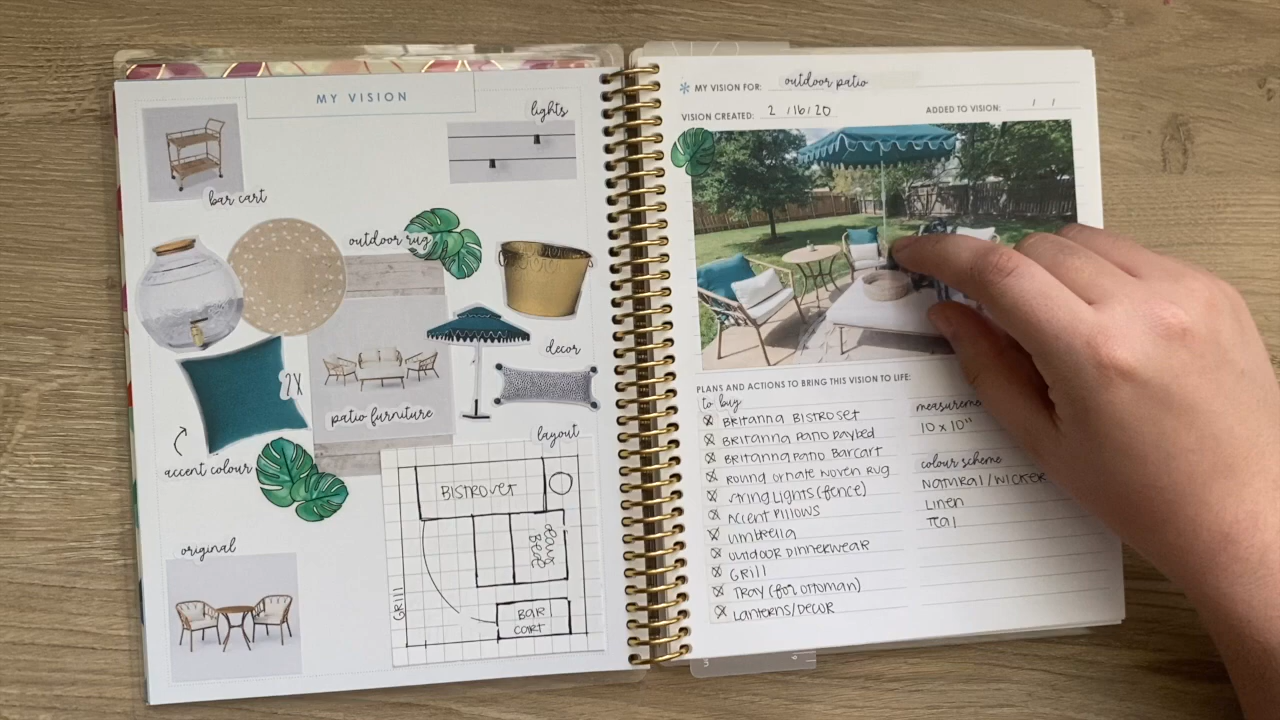 MY VISION
lights
bar cart
outdoor rug
decor
2X
patio furniture
accent colour
layout
BISTROSET
DAYB
BED
BAR
CART
GRILL
original
MY VISION FOR: outdoor patio
VISION CREATED: 2 /16/20
ADDED TO VISION: / /
PLANS AND ACTIONS TO BRING THIS VISION TO LIFE:
to buy
Britanna Bistroset
Britanna Patio Daybed
Britanna Patio Barcart
Round ornate woven rug
String Lights (fence)
Accent Pillows
umbrella
outdoor Dinnerwear
Grill
Tray (for ottoman)
Lanterns/Decor
measureme
10 x 10"
colour scheme
Natural/Wicker
Linen
Teal